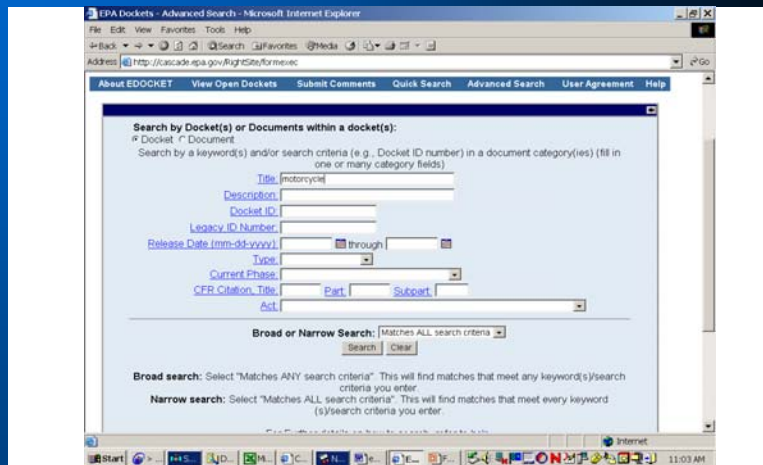 EPA Dockets - Advanced Search - Microsoft Internet Explorer
File Edit View Favorites Tools Help
Back Search Favorites Media
Address http://cascade.epa.gov/RightSite/formexec Go
About EDOCKET View Open Dockets Submit Comments Quick Search Advanced Search User Agreement Help
Search by Docket(s) or Documents within a docket(s):
Docket Document
Search by a keyword(s) and/or search criteria (e.g., Docket ID number) in a document category(ies) (fill in
one or many category fields)
Title: motorcycle
Description:
Docket ID:
Legacy ID Number:
Release Date (mm-dd-yyyy): through
Type:
Current Phase:
CFR Citation, Title: Part: Subpart:
Act:
Broad or Narrow Search: Matches ALL search criteria
Search Clear
Broad search: Select "Matches ANY search criteria". This will find matches that meet any keyword(s)/search
criteria you enter.
Narrow search: Select "Matches ALL search criteria". This will find matches that meet every keyword
(s)/search criteria you enter.
Internet
Start 11:03 AM